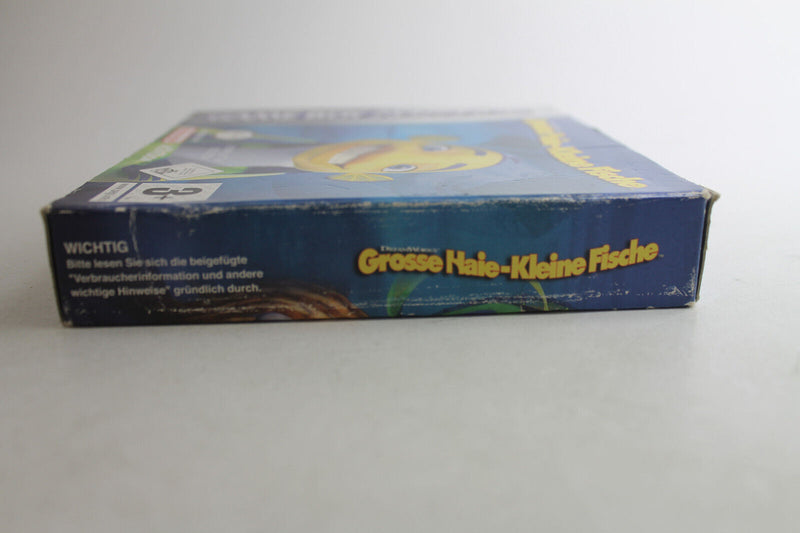 3+
WICHTIG
Bitte lesen Sie sich die beigefügte
"Verbraucherinformation und andere
wichtige Hinweise" gründlich durch.
DreamWorks
Grosse Haie-Kleine Fische™